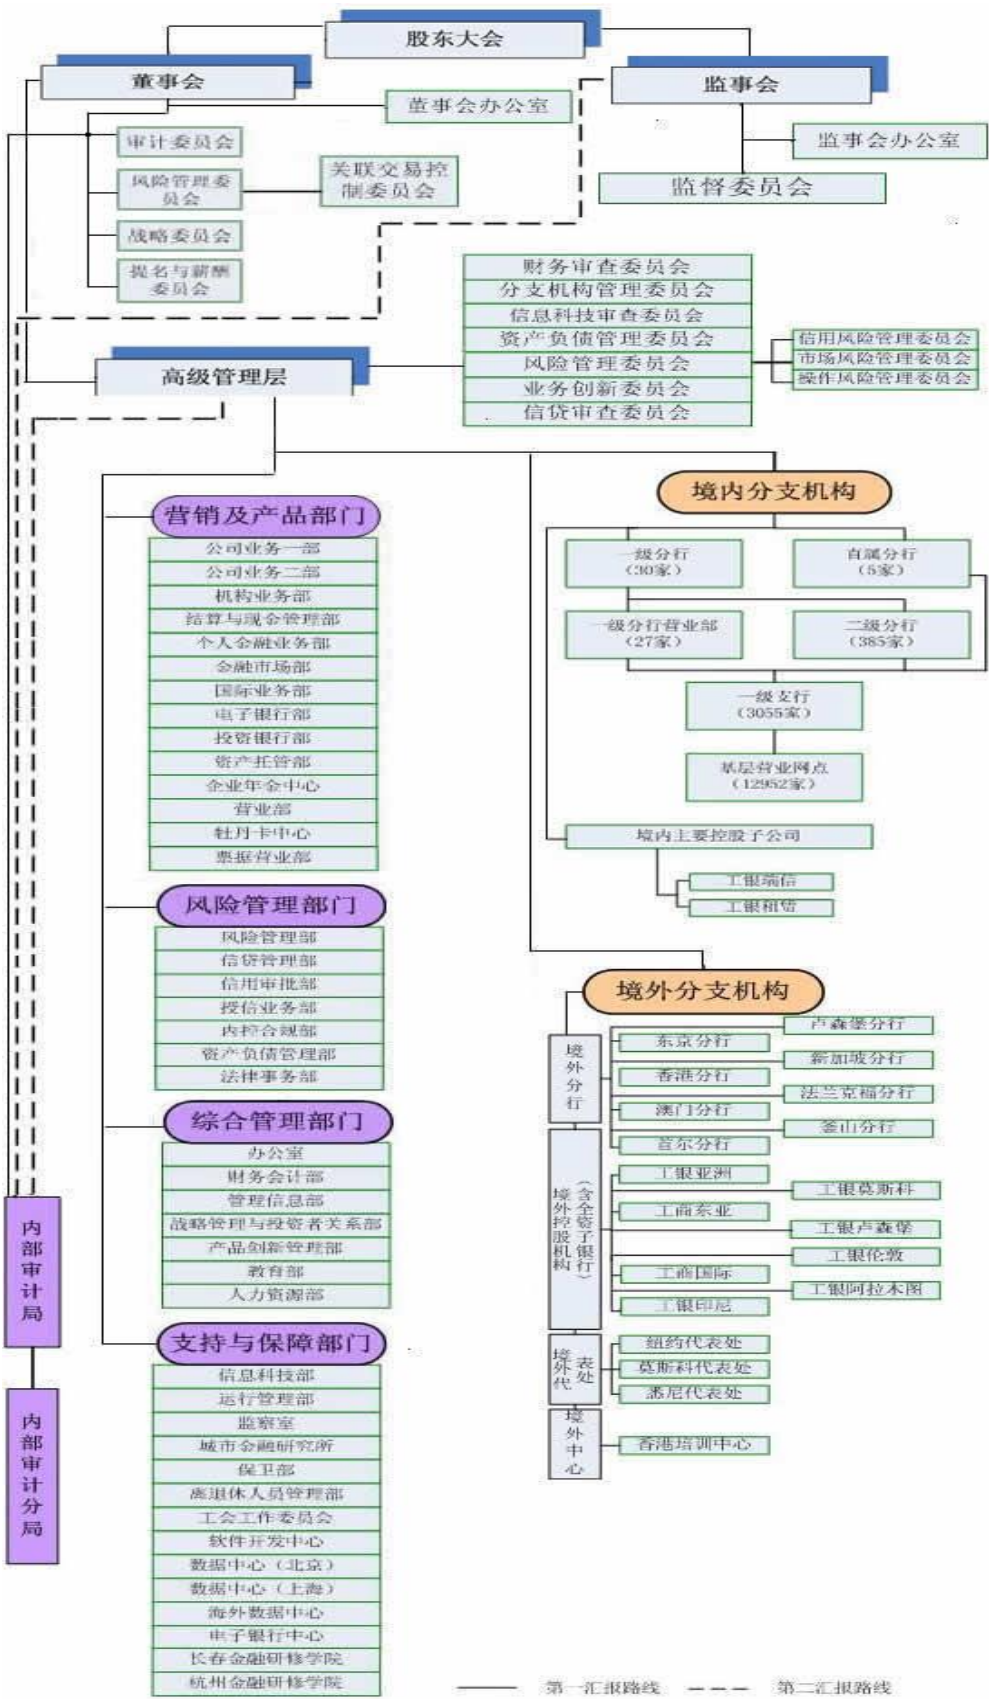 股东大会
董事会
监事会
董事会办公室
审计委员会
监事会办公室
风险管理委
员会
关联交易控
制委员会
监督委员会
战略委员会
提名与薪酬
委员会
财务审查委员会
分支机构管理委员会
信息科技审查委员会
资产负债管理委员会
风险管理委员会
业务创新委员会
信贷审查委员会
信用风险管理委员会
市场风险管理委员会
操作风险管理委员会
高级管理层
营销及产品部门
公司业务一部
公司业务二部
机构业务部
结算与现金管理部
个人金融业务部
金融市场部
国际业务部
电子银行部
投资银行部
资产托管部
企业年金中心
营业部
牡丹卡中心
票据营业部
风险管理部门
风险管理部
信贷管理部
信用审批部
授信业务部
内控合规部
资产负债管理部
法律事务部
综合管理部门
办公室
财务会计部
管理信息部
战略管理与投资者关系部
产品创新管理部
教育部
人力资源部
支持与保障部门
信息科技部
运行管理部
监察室
城市金融研究所
保卫部
离退休人员管理部
工会工作委员会
软件开发中心
数据中心（北京）
数据中心（上海）
海外数据中心
电子银行中心
长春金融研修学院
杭州金融研修学院
内部审计局
内部审计分局
境内分支机构
一级分行
（30家）
直属分行
（5家）
一级分行营业部
（27家）
二级分行
（385家）
一级支行
（3055家）
基层营业网点
（12952家）
境内主要控股子公司
工银瑞信
工银租赁
境外分支机构
境外分行
卢森堡分行
东京分行
新加坡分行
香港分行
法兰克福分行
澳门分行
釜山分行
首尔分行
境外控股机构
（含全资子银行）
工银亚洲
工银莫斯科
工商东亚
工银卢森堡
工银伦敦
工商国际
工银阿拉木图
工银印尼
境外代
表处
纽约代表处
莫斯科代表处
悉尼代表处
境外中心
香港培训中心
第一汇报路线
第二汇报路线